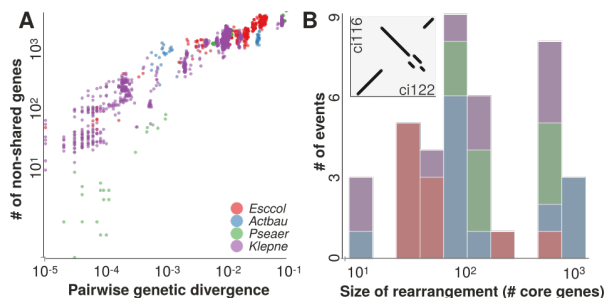 A
# of non-shared genes
10³
10²
10¹
10⁻⁵
10⁻⁴
10⁻³
10⁻²
10⁻¹
Pairwise genetic divergence
Esccol
Actbau
Pseaer
Klepne
B
# of events
9
6
3
0
ci116
ci122
10¹
10²
10³
Size of rearrangement (# core genes)